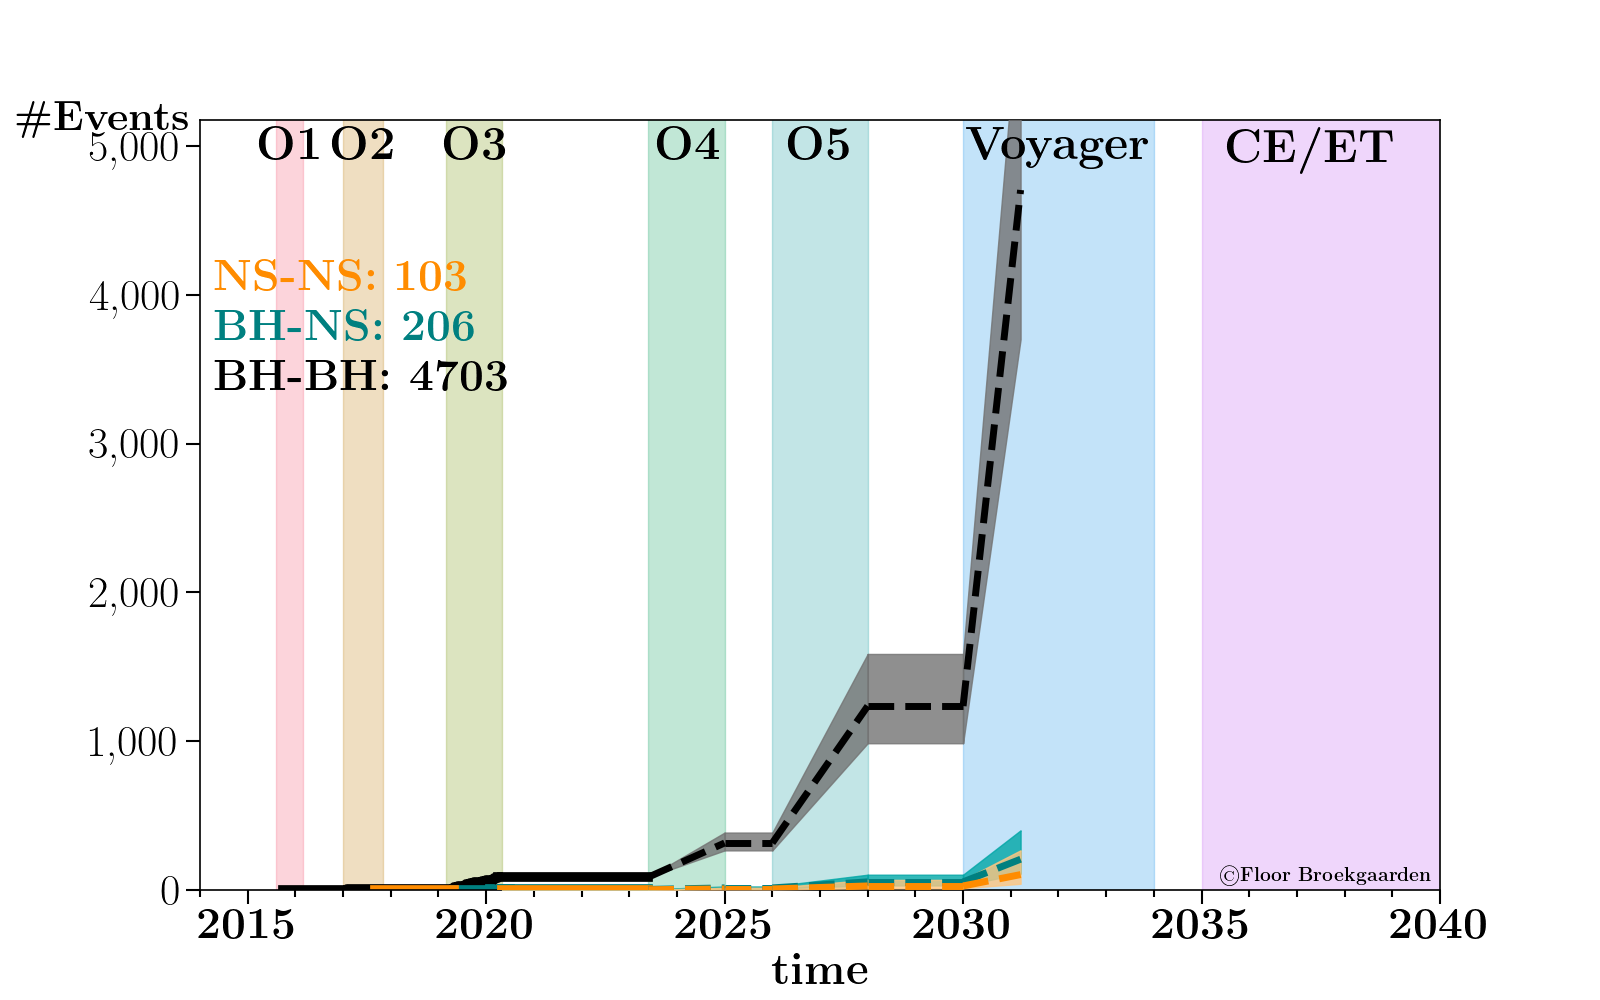 #Events
O1 O2 O3 O4 O5 Voyager CE/ET
5,000
NS-NS: 103
4,000
BH-NS: 206
BH-BH: 4703
3,000
2,000
1,000
©Floor Broekgaarden
0
2015 2020 2025 2030 2035 2040
time